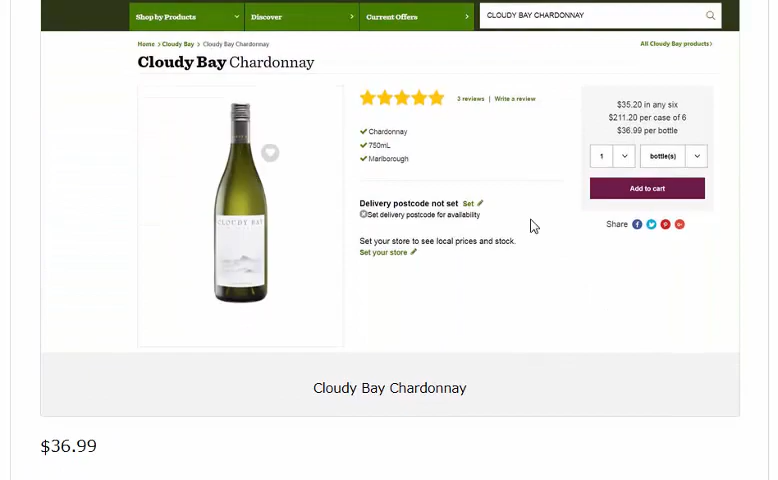 Shop by Products
Discover
Current Offers
CLOUDY BAY CHARDONNAY
Home > Cloudy Bay > Cloudy Bay Chardonnay
All Cloudy Bay products>
Cloudy Bay Chardonnay
3 reviews | Write a review
Chardonnay
750mL
Marlborough
Delivery postcode not set Set
Set delivery postcode for availability
Set your store to see local prices and stock.
Set your store
$35.20 in any six
$211.20 per case of 6
$36.99 per bottle
1
bottle(s)
Add to cart
Share
CLOUDY BAY
Cloudy Bay Chardonnay
$36.99